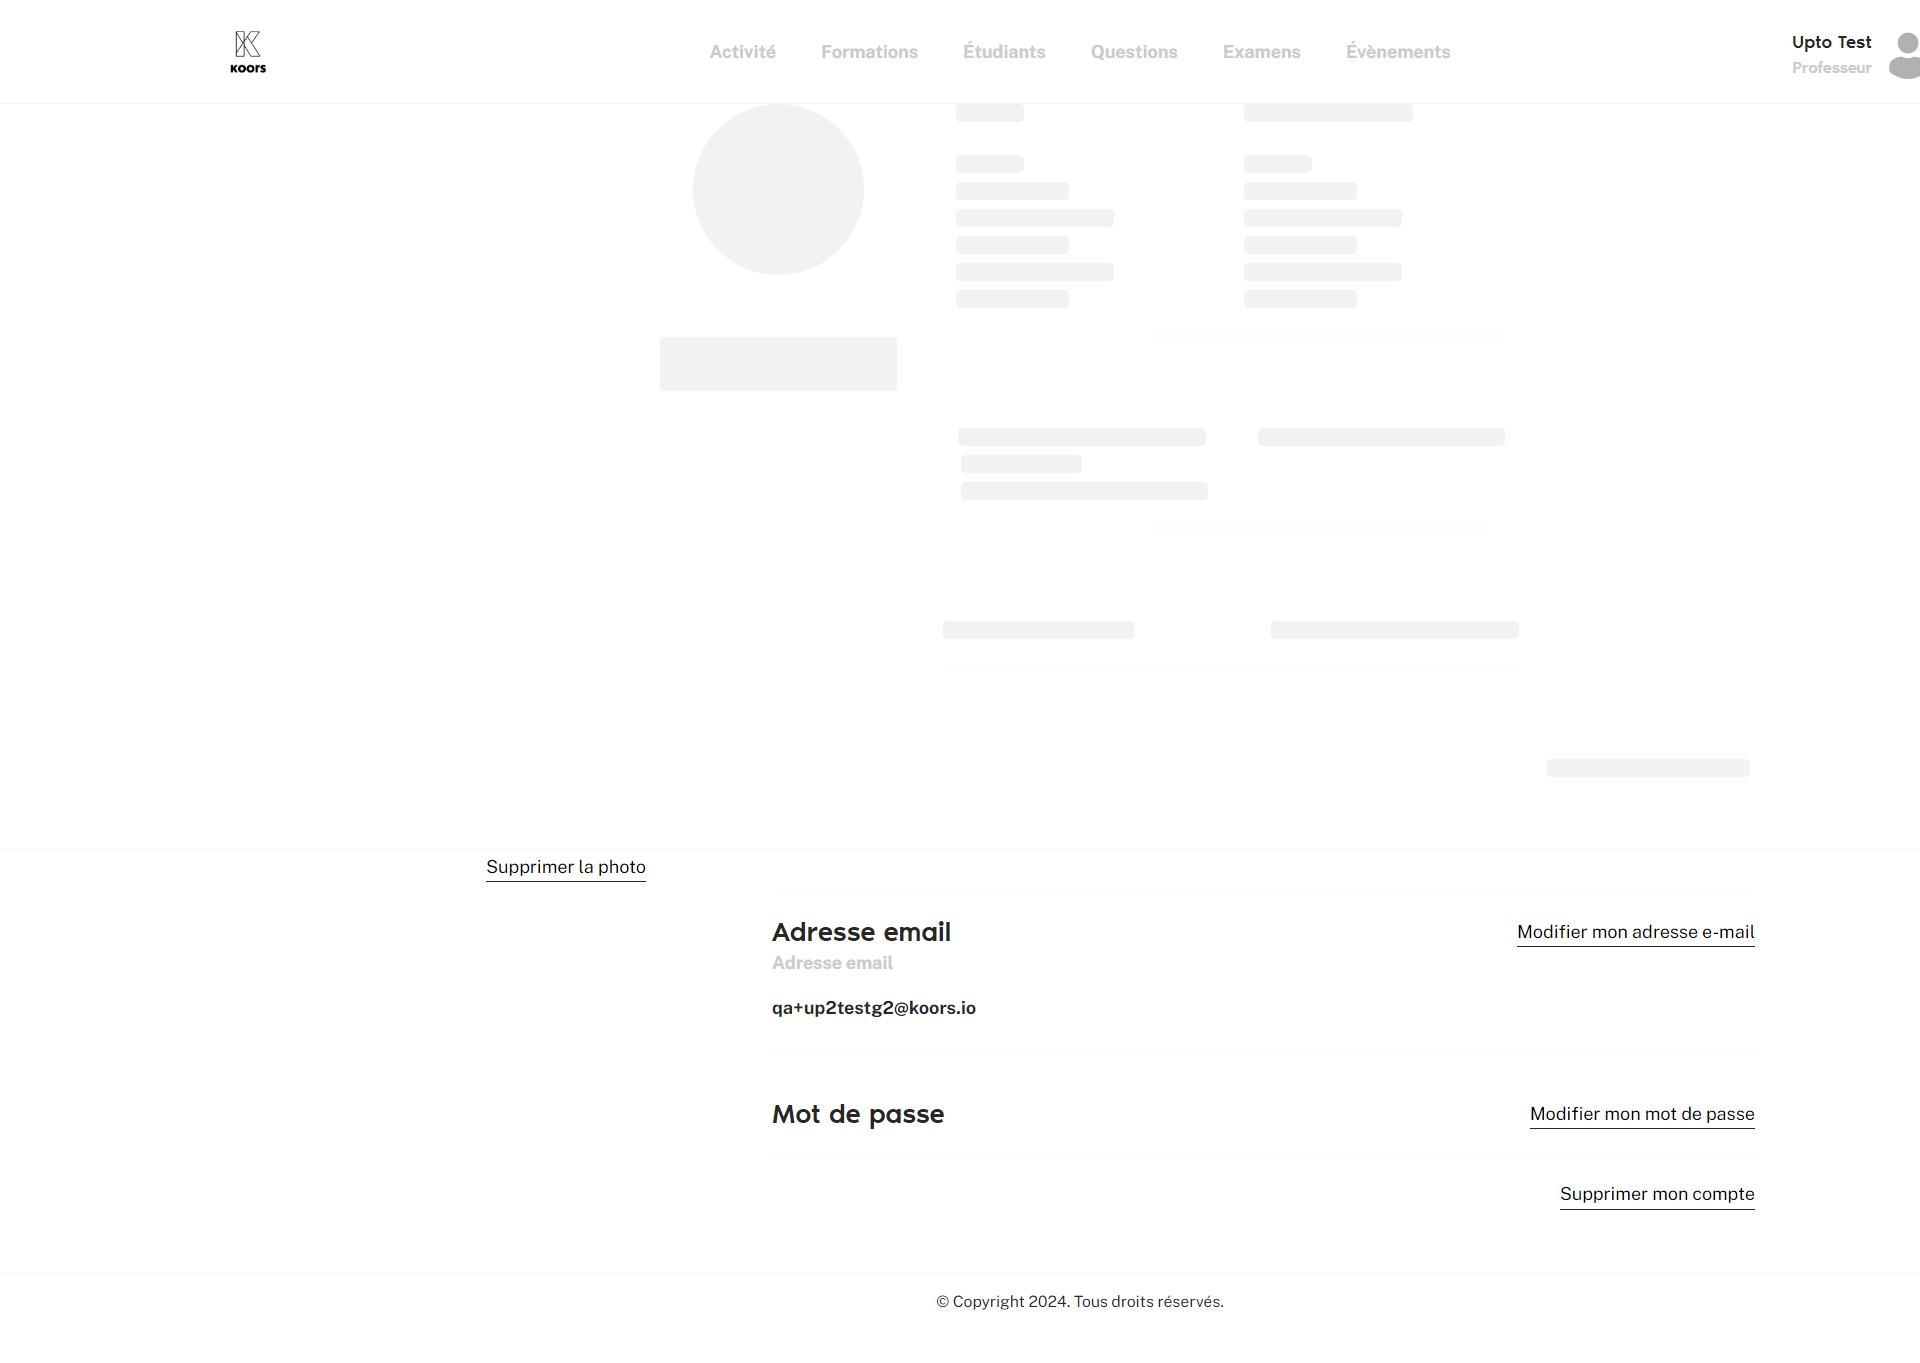 KOORS
Activité
Formations
Étudiants
Questions
Examens
Évènements
Upto Test
Professeur
Supprimer la photo
Adresse email
Modifier mon adresse e-mail
Adresse email
qa+up2testg2@koors.io
Mot de passe
Modifier mon mot de passe
Supprimer mon compte
© Copyright 2024. Tous droits réservés.